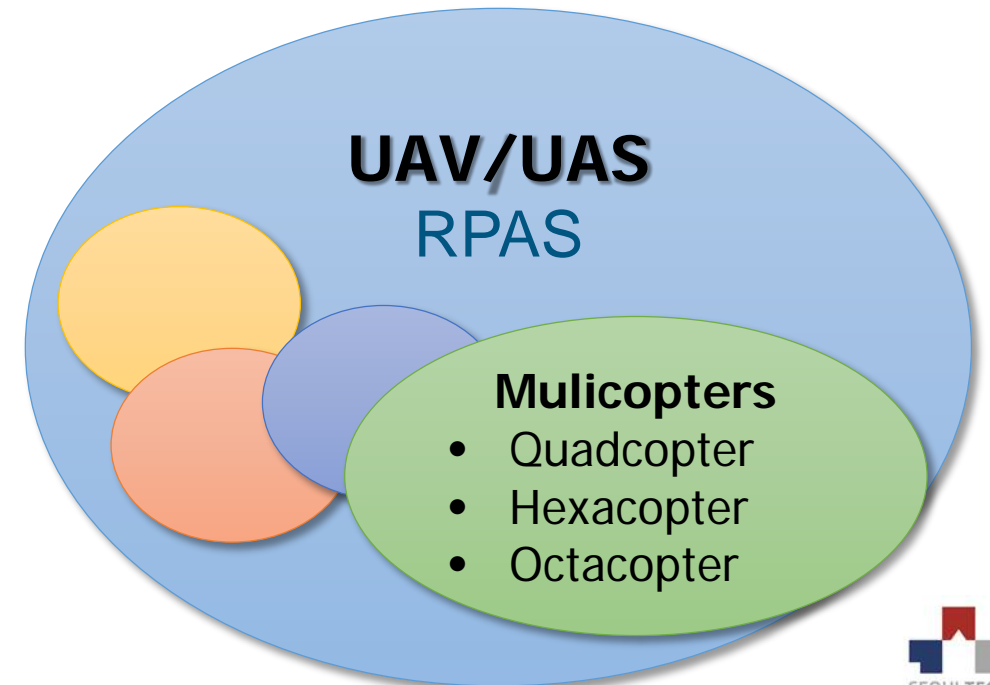 UAV/UAS
RPAS
Mulicopters
• Quadcopter
• Hexacopter
• Octacopter